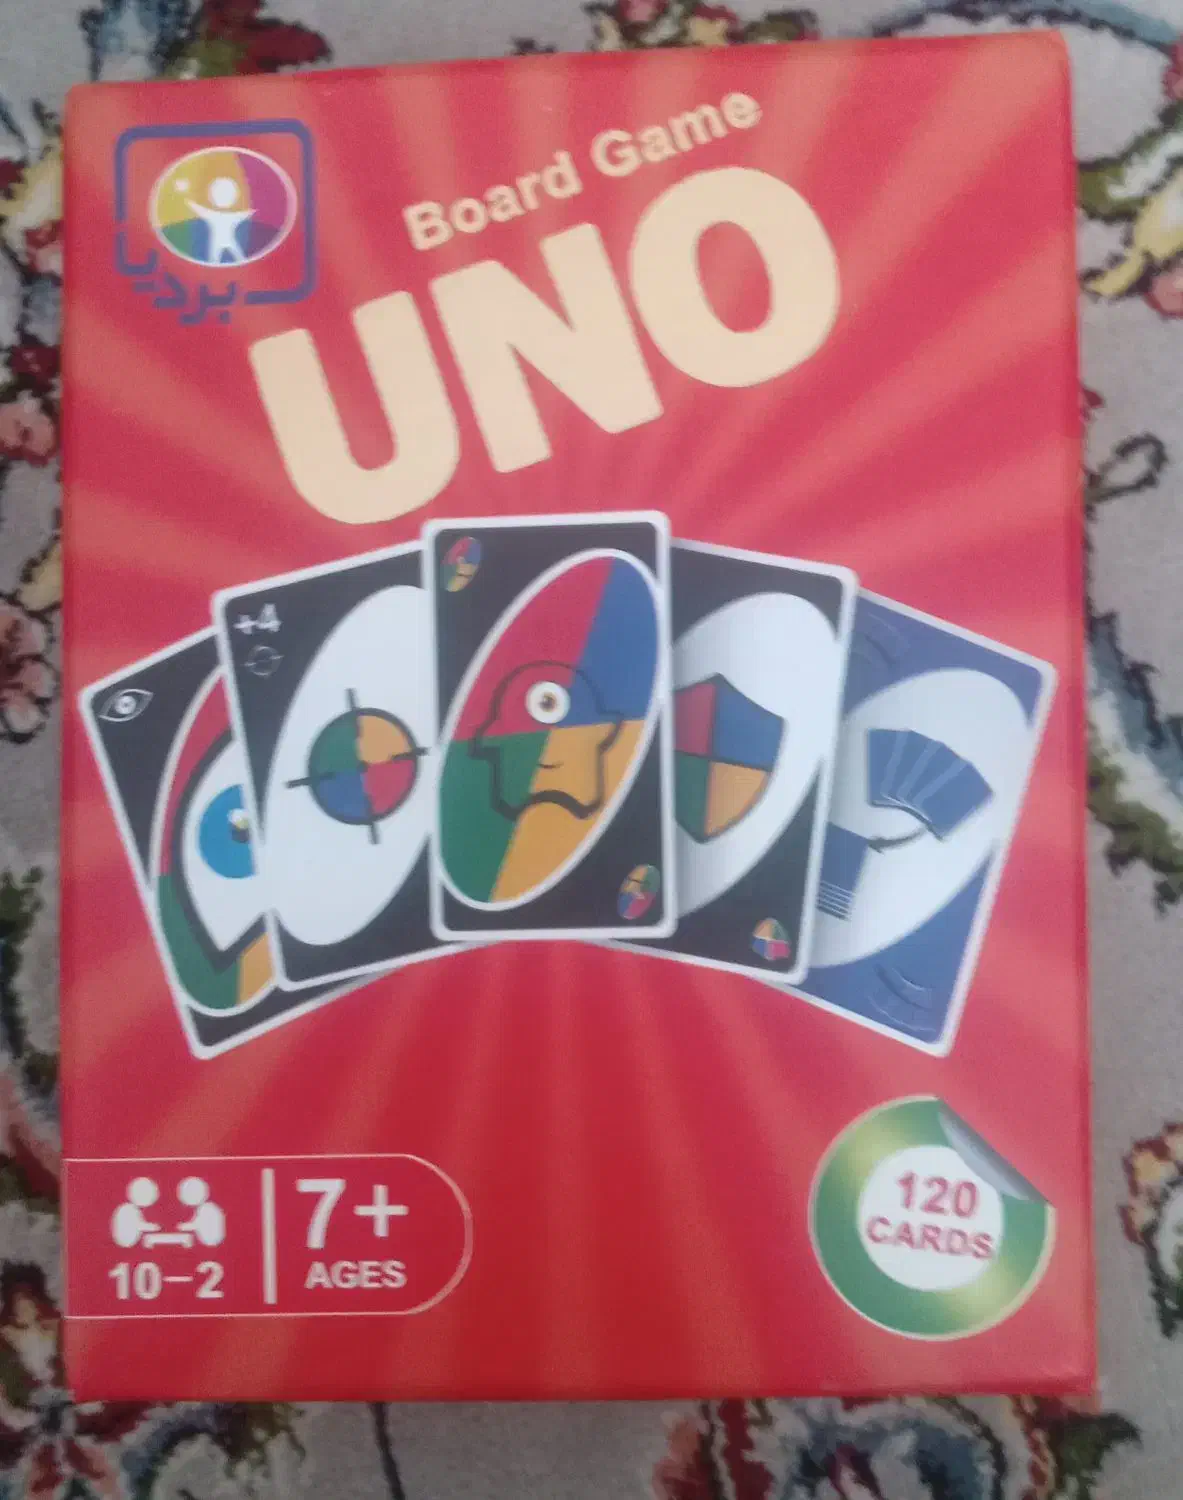 بردیا
Board Game
UNO
+4
10-2
7+
AGES
120
CARDS